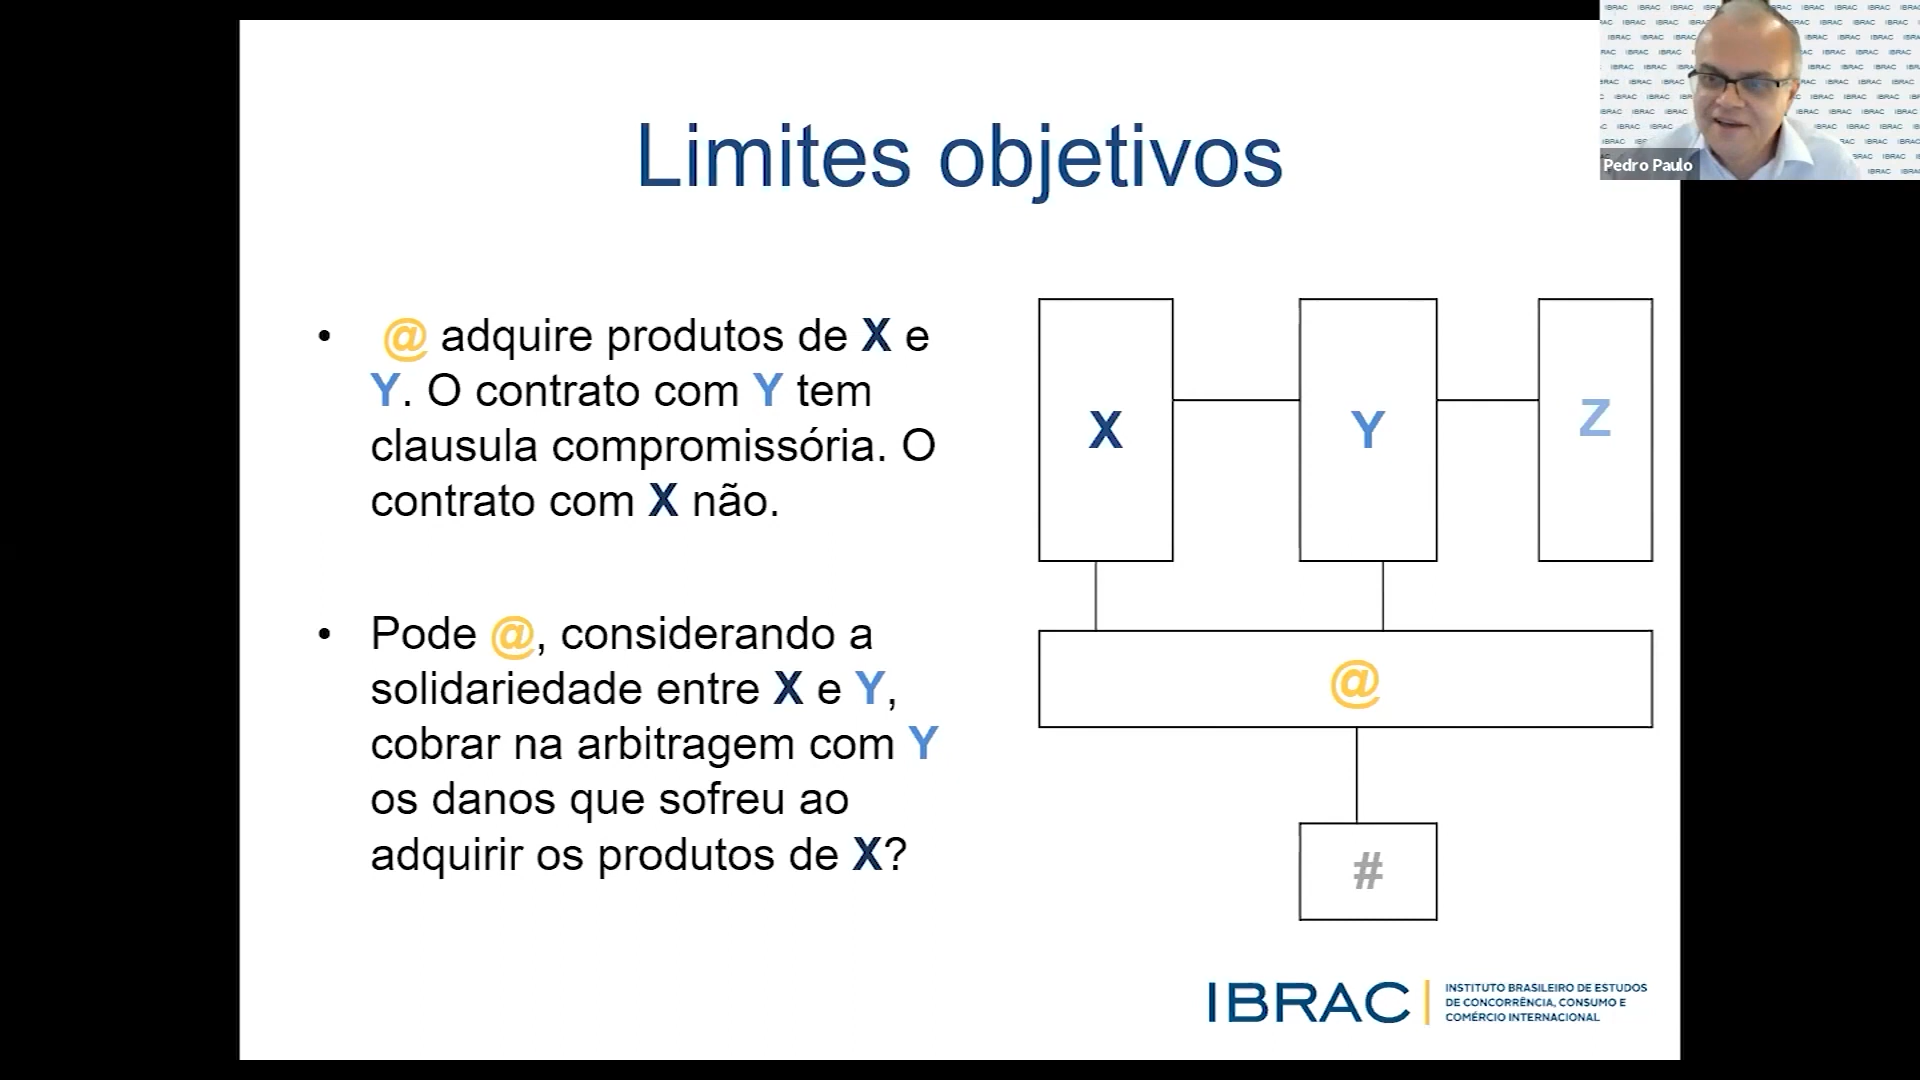 Limites objetivos
• @ adquire produtos de X e
Y. O contrato com Y tem
clausula compromissória. O
contrato com X não.
• Pode @, considerando a
solidariedade entre X e Y,
cobrar na arbitragem com Y
os danos que sofreu ao
adquirir os produtos de X?
X
Y
Z
@
#
IBRAC
INSTITUTO BRASILEIRO DE ESTUDOS
DE CONCORRÊNCIA, CONSUMO E
COMÉRCIO INTERNACIONAL
IBRAC
Pedro Paulo